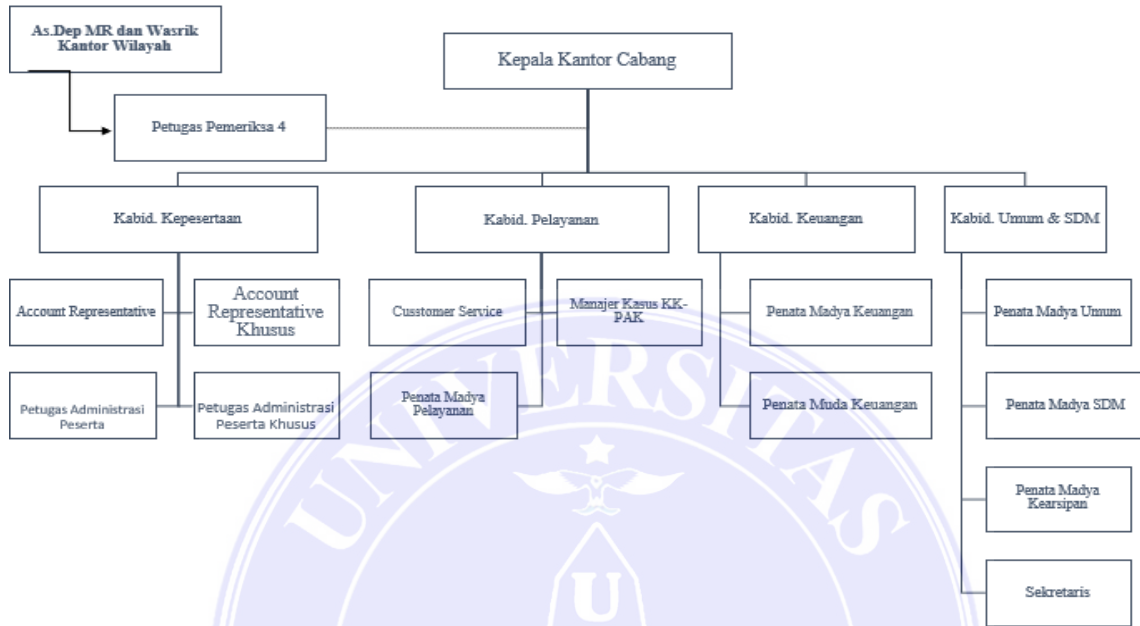 As.Dep MR dan Wasrik
Kantor Wilayah
Kepala Kantor Cabang
Petugas Pemeriksa 4
Kabid. Kepesertaan
Kabid. Pelayanan
Kabid. Keuangan
Kabid. Umum & SDM
Account Representative
Account
Representative
Khusus
Cusstomer Service
Manajer Kasus KK-
PAK
Penata Madya Keuangan
Penata Madya Umum
Petugas Administrasi
Peserta
Petugas Administrasi
Peserta Khusus
Penata Madya
Pelayanan
Penata Muda Keuangan
Penata Madya SDM
Penata Madya
Kearsipan
Sekretaris
UNIVERSITAS
U